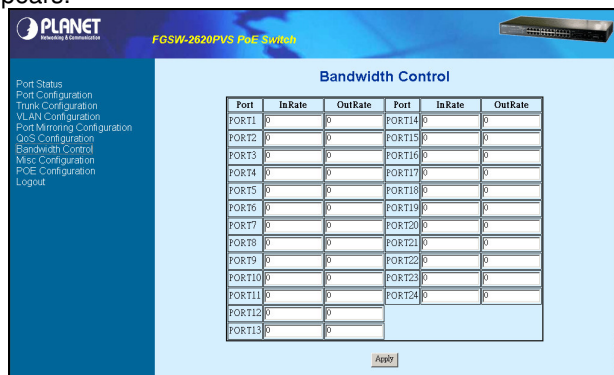 pears.
PLANET
Networking & Communication
FGSW-2620PVS PoE Switch
Port Status
Port Configuration
Trunk Configuration
VLAN Configuration
Port Mirroring Configuration
QoS Configuration
Bandwidth Control
Misc Configuration
POE Configuration
Logout
Bandwidth Control
Port InRate OutRate Port InRate OutRate
PORT1 0 0 PORT14 0 0
PORT2 0 0 PORT15 0 0
PORT3 0 0 PORT16 0 0
PORT4 0 0 PORT17 0 0
PORT5 0 0 PORT18 0 0
PORT6 0 0 PORT19 0 0
PORT7 0 0 PORT20 0 0
PORT8 0 0 PORT21 0 0
PORT9 0 0 PORT22 0 0
PORT10 0 0 PORT23 0 0
PORT11 0 0 PORT24 0 0
PORT12 0 0
PORT13 0 0
Apply